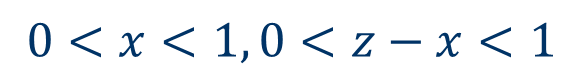 0 < 𝑥 < 1, 0 < 𝑧 − 𝑥 < 1